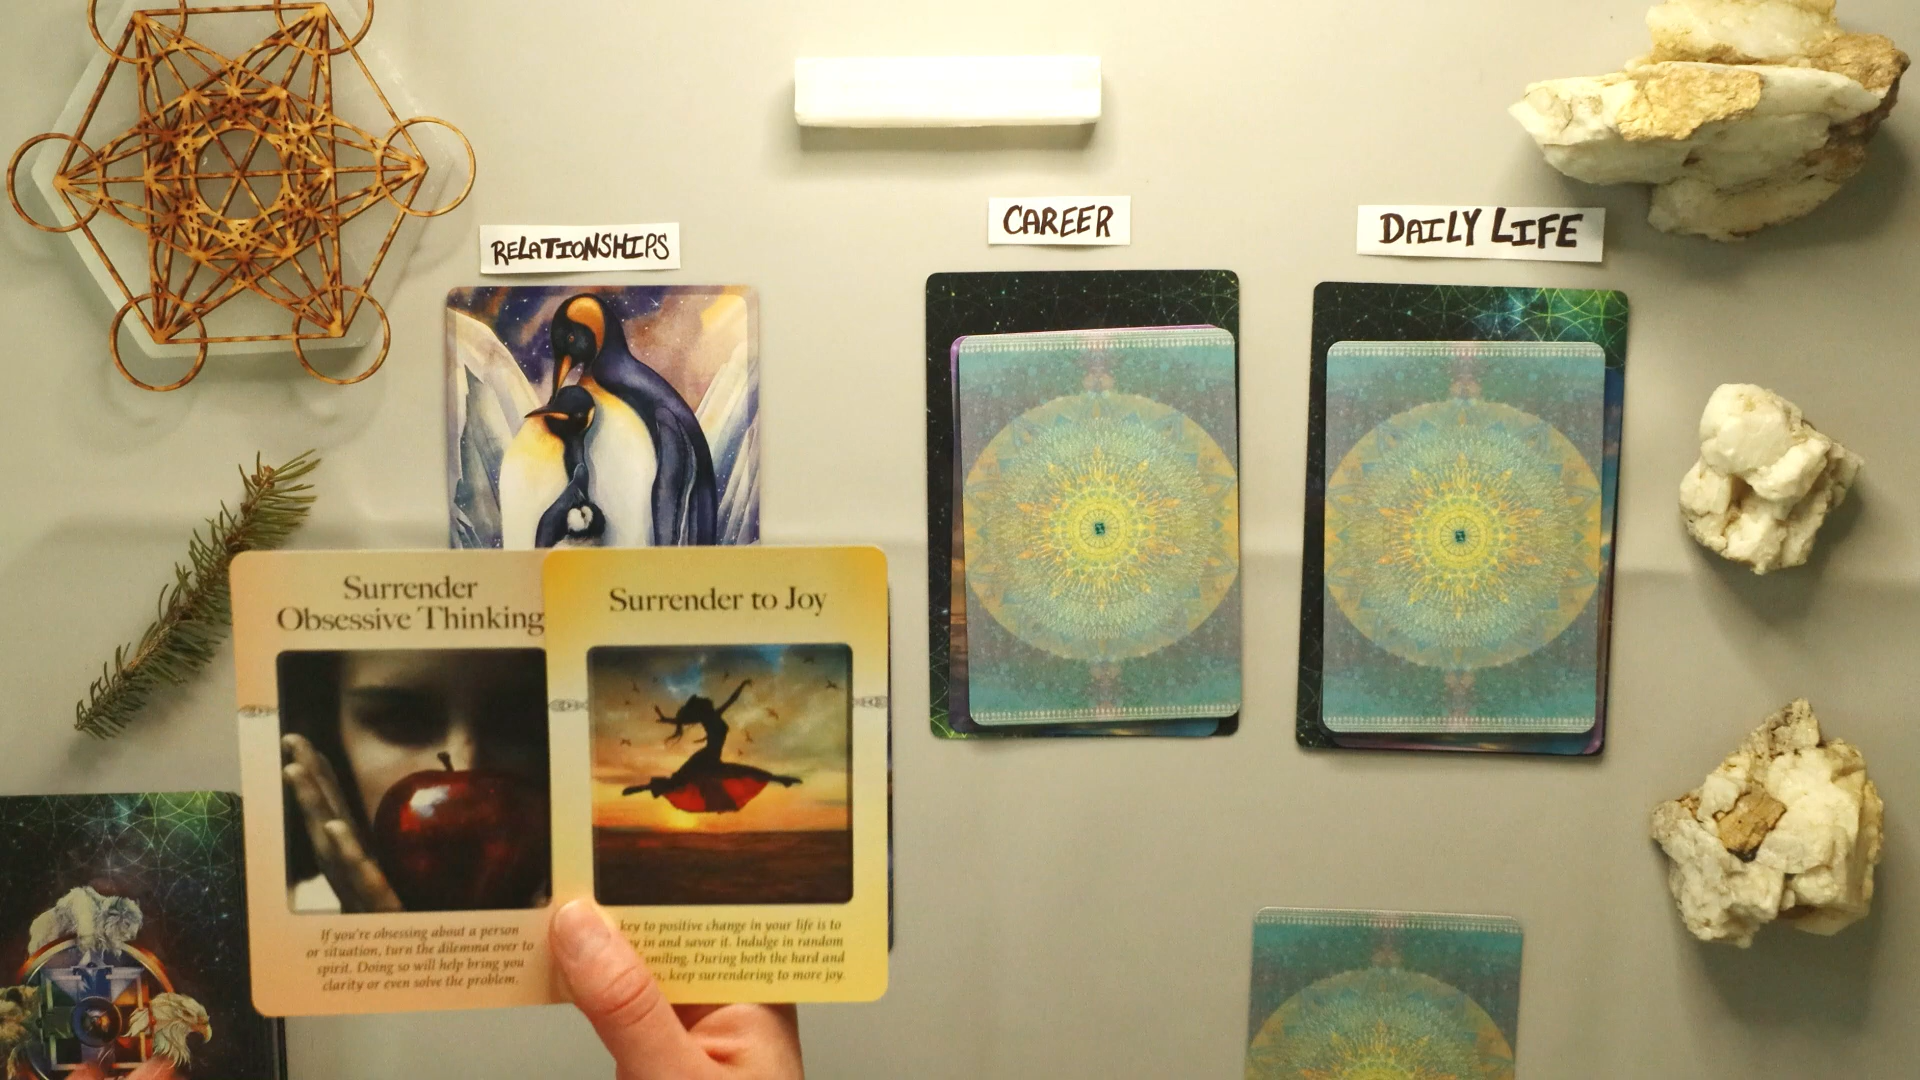 RELATIONSHIPS
CAREER
DAILY LIFE
Surrender
Obsessive Thinking
If you're obsessing about a person
or situation, turn the dilemma over to
spirit. Doing so will help bring you
clarity or even solve the problem.
Surrender to Joy
key to positive change in your life is to
in and savor it. Indulge in random
smiling. During both the hard and
keep surrendering to more joy.